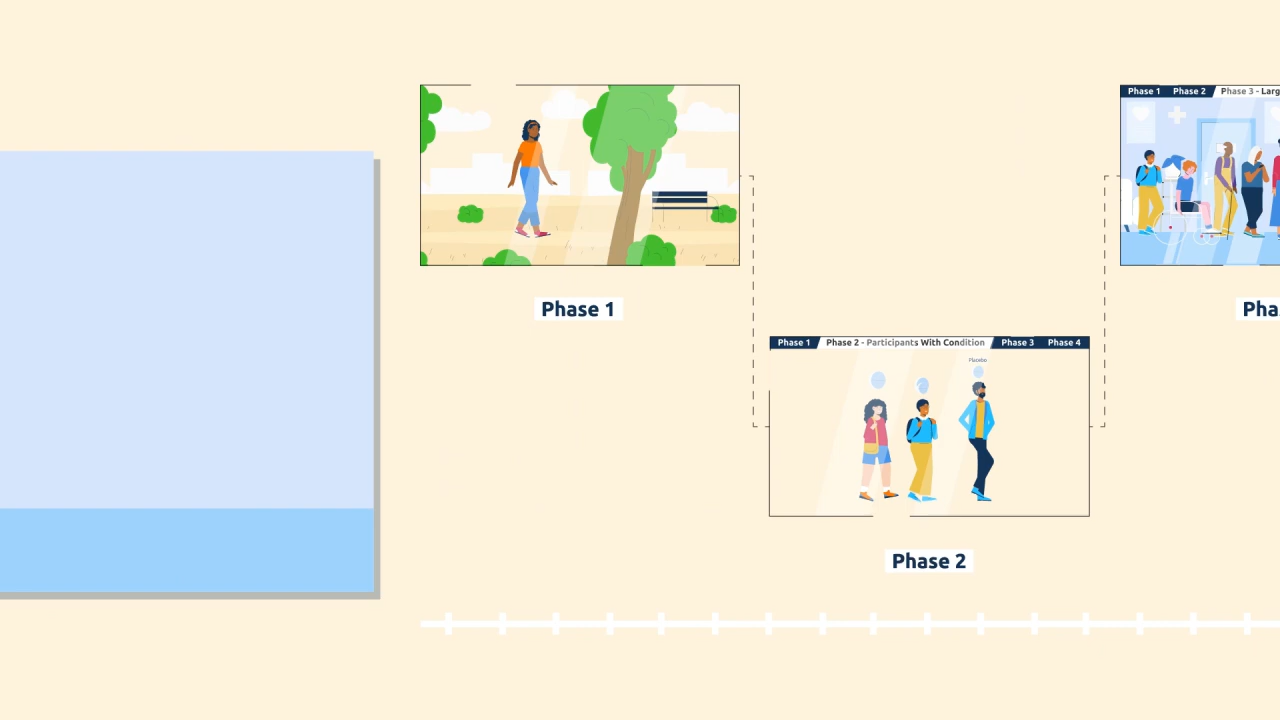 Phase 1
Phase 1 Phase 2 - Participants With Condition Phase 3 Phase 4
Placebo
Phase 2
Phase 1 Phase 2 Phase 3 - Larg
Pha